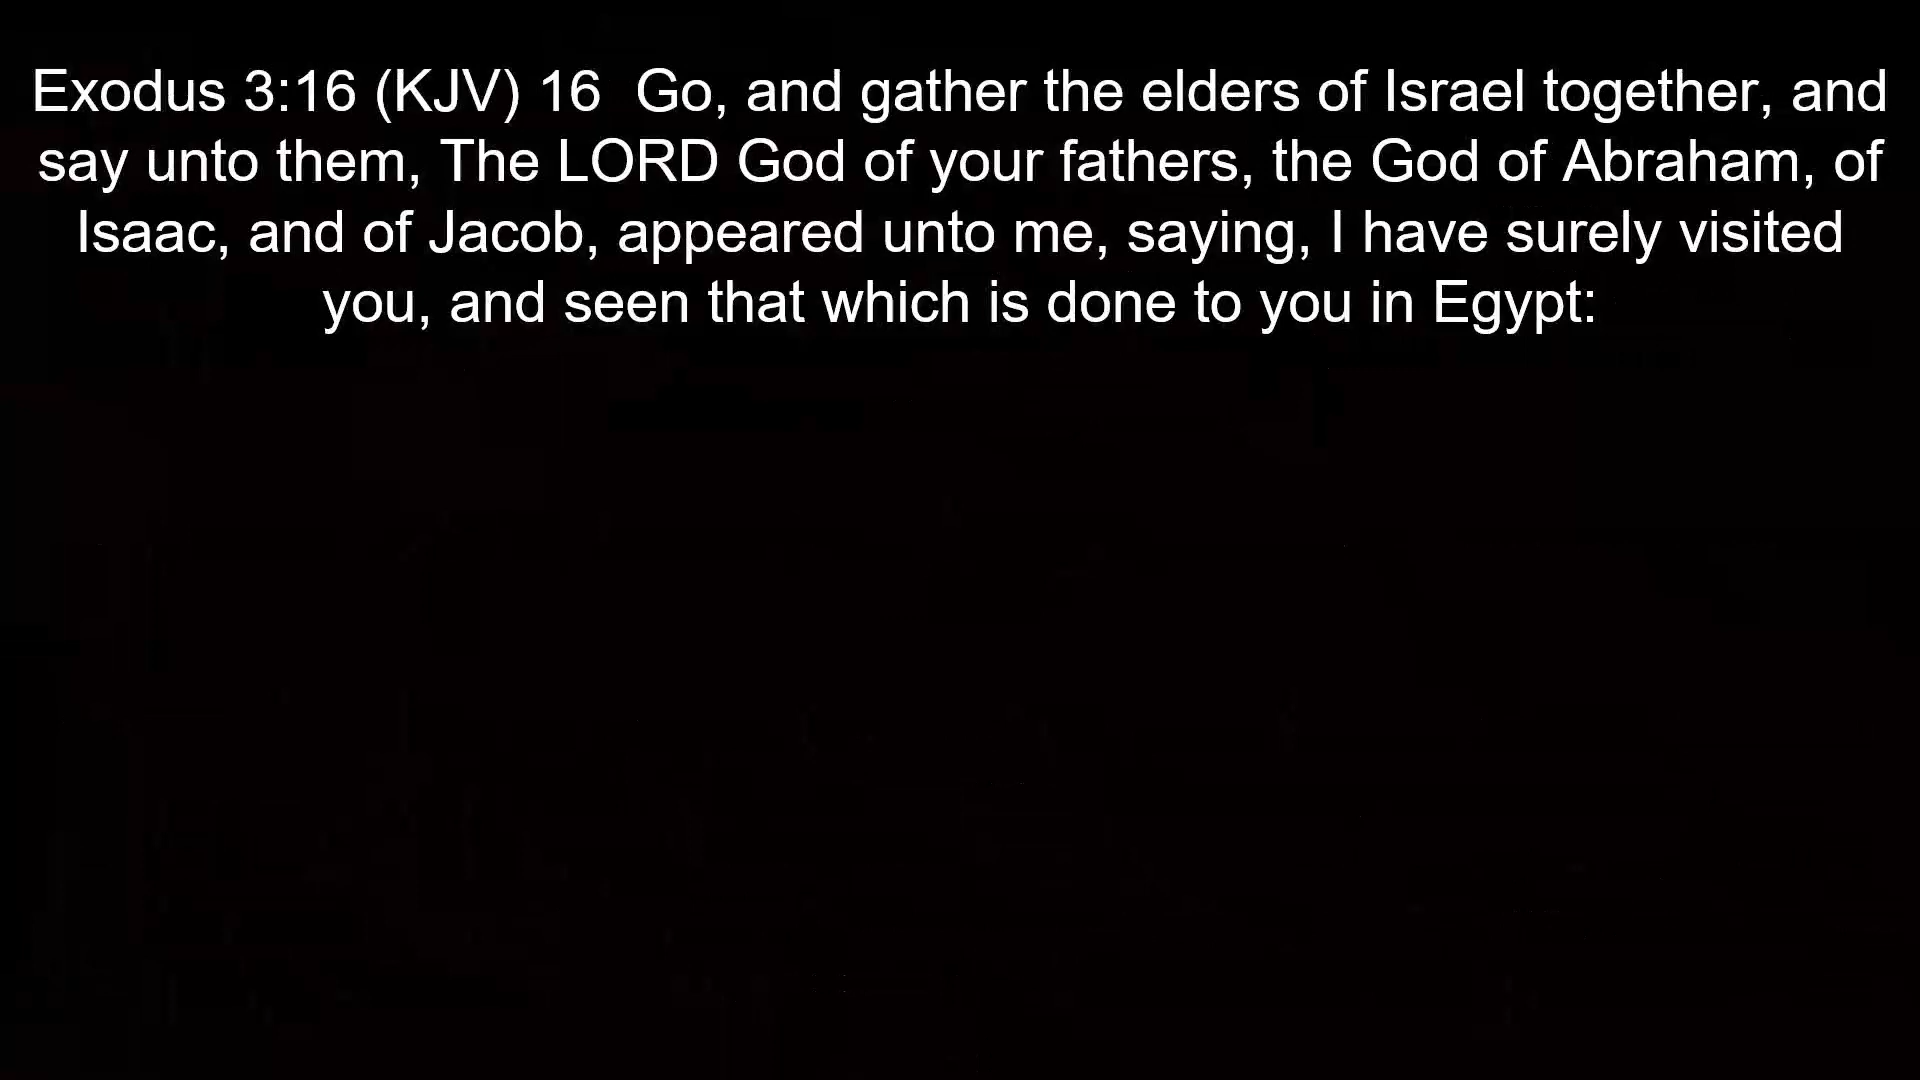 Exodus 3:16 (KJV) 16  Go, and gather the elders of Israel together, and
say unto them, The LORD God of your fathers, the God of Abraham, of
Isaac, and of Jacob, appeared unto me, saying, I have surely visited
you, and seen that which is done to you in Egypt: